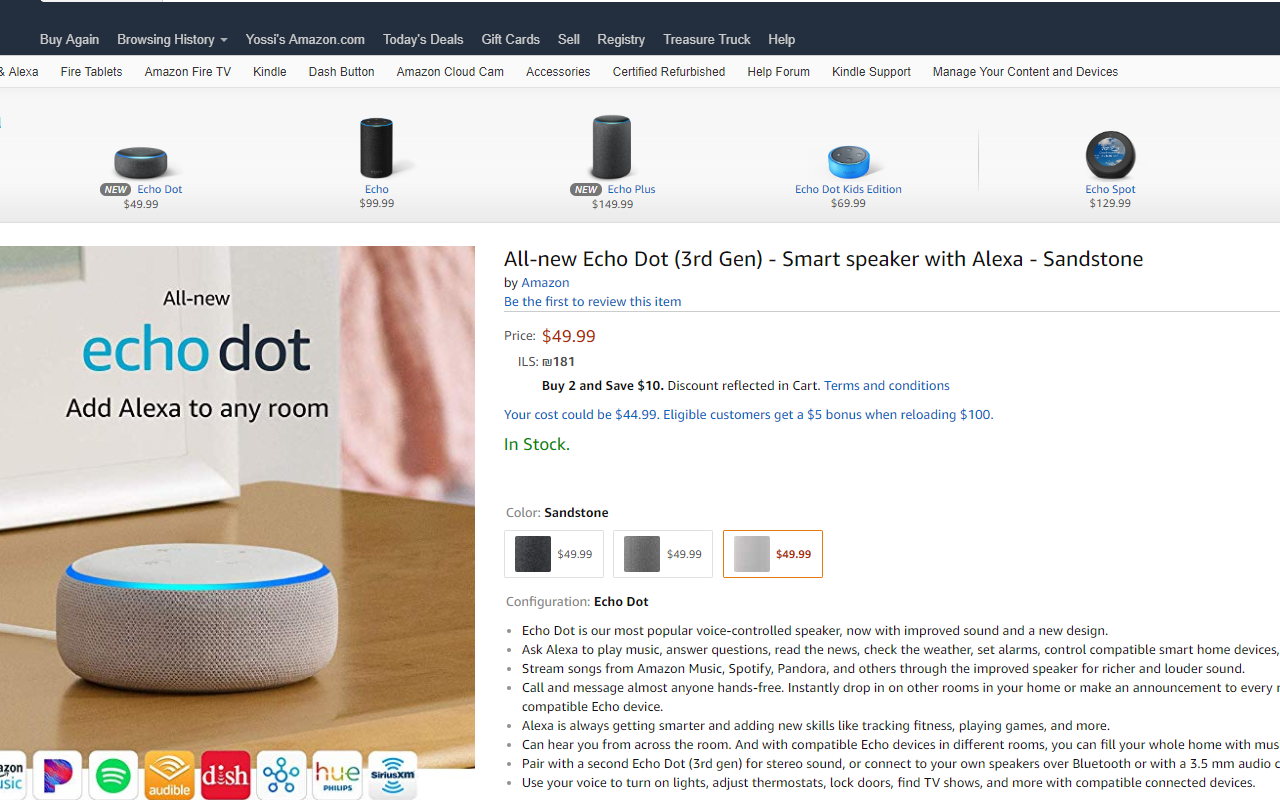 Buy Again Browsing History Yossi's Amazon.com Today's Deals Gift Cards Sell Registry Treasure Truck Help
& Alexa Fire Tablets Amazon Fire TV Kindle Dash Button Amazon Cloud Cam Accessories Certified Refurbished Help Forum Kindle Support Manage Your Content and Devices
NEW Echo Dot
$49.99
Echo
$99.99
NEW Echo Plus
$149.99
Echo Dot Kids Edition
$69.99
Echo Spot
$129.99
All-new
echo dot
Add Alexa to any room
azon
usic
audible
dish
hue
PHILIPS
SiriusXM
All-new Echo Dot (3rd Gen) - Smart speaker with Alexa - Sandstone
by Amazon
Be the first to review this item
Price: $49.99
ILS: ₪181
Buy 2 and Save $10. Discount reflected in Cart. Terms and conditions
Your cost could be $44.99. Eligible customers get a $5 bonus when reloading $100.
In Stock.
Color: Sandstone
$49.99 $49.99 $49.99
Configuration: Echo Dot
• Echo Dot is our most popular voice-controlled speaker, now with improved sound and a new design.
• Ask Alexa to play music, answer questions, read the news, check the weather, set alarms, control compatible smart home devices,
• Stream songs from Amazon Music, Spotify, Pandora, and others through the improved speaker for richer and louder sound.
• Call and message almost anyone hands-free. Instantly drop in on other rooms in your home or make an announcement to every
compatible Echo device.
• Alexa is always getting smarter and adding new skills like tracking fitness, playing games, and more.
• Can hear you from across the room. And with compatible Echo devices in different rooms, you can fill your whole home with mus
• Pair with a second Echo Dot (3rd gen) for stereo sound, or connect to your own speakers over Bluetooth or with a 3.5 mm audio c
• Use your voice to turn on lights, adjust thermostats, lock doors, find TV shows, and more with compatible connected devices.